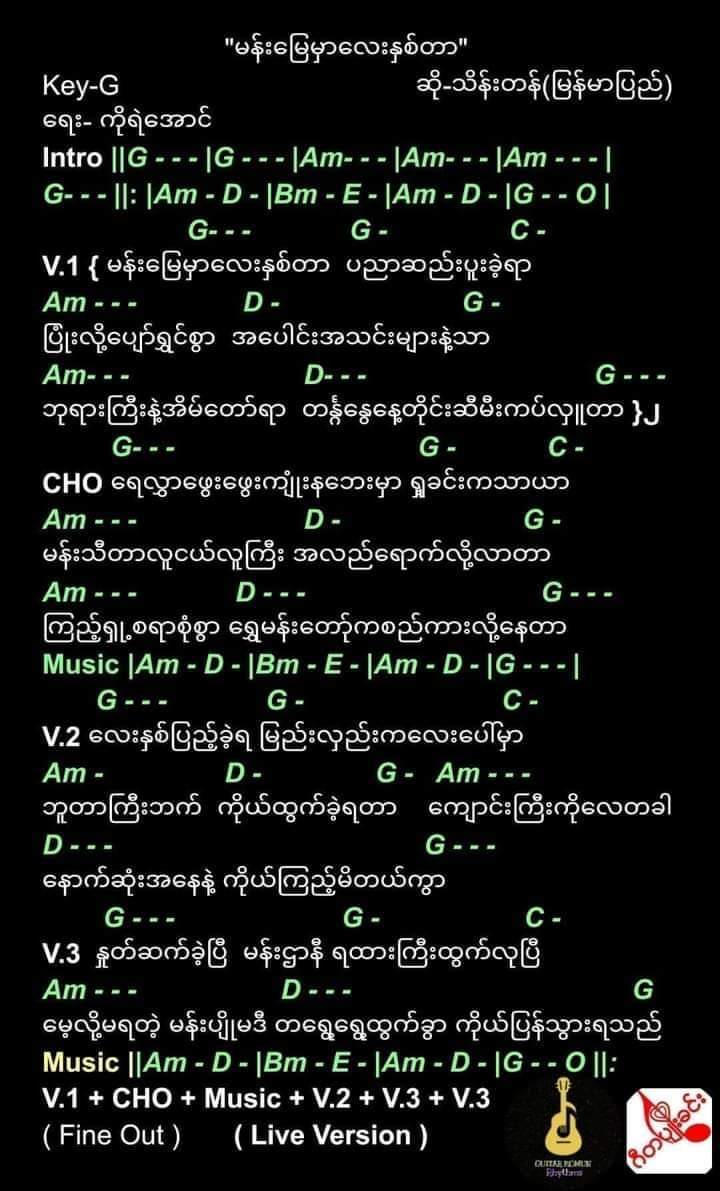 "မန်းမြေမှာလေးနှစ်တာ"
Key-G ဆို-သိန်းတန်(မြန်မာပြည်)
ရေး- ကိုရဲအောင်
Intro ||G - - - |G - - - |Am- - - |Am- - - |Am - - - |
G- - - ||: |Am - D - |Bm - E - |Am - D - |G - - O |
G- - - G - C -
V.1 { မန်းမြေမှာလေးနှစ်တာ ပညာဆည်းပူးခဲ့ရာ
Am - - - D - G -
ပြုံးလို့ပျော်ရွှင်စွာ အပေါင်းအသင်းများနဲ့သာ
Am- - - D- - - G - - -
ဘုရားကြီးနဲ့အိမ်တော်ရာ တနင်္ဂနွေနေ့တိုင်းဆီမီးကပ်လှူတာ }၂
G- - - G - C -
CHO ရေလွှာဖွေးဖွေးကျုံးနဘေးမှာ ရှုခင်းကသာယာ
Am - - - D - G -
မန်းသီတာလူငယ်လူကြီး အလည်ရောက်လို့လာတာ
Am - - - D - - - G - - -
ကြည့်ရှု့စရာစုံစွာ ရွှေမန်းတော်ုကစည်ကားလို့နေတာ
Music |Am - D - |Bm - E - |Am - D - |G - - - |
G - - - G - C -
V.2 လေးနှစ်ပြည့်ခဲ့ရ မြည်းလှည်းကလေးပေါ်မှာ
Am - D - G - Am - - -
ဘူတာကြီးဘက် ကိုယ်ထွက်ခဲ့ရတာ ကျောင်းကြီးကိုလေတခါ
D - - - G - - -
နောက်ဆုံးအနေနဲ့ ကိုယ်ကြည့်မိတယ်ကွာ
G - - - G - C -
V.3 နှုတ်ဆက်ခဲ့ပြီ မန်းဌာနီ ရထားကြီးထွက်လုပြီ
Am - - - D - - - G
မေ့လို့မရတဲ့ မန်းပျိုမဒီ တရွေ့ရွေ့ထွက်ခွာ ကိုယ်ပြန်သွားရသည်
Music ||Am - D - |Bm - E - |Am - D - |G - - O ||:
V.1 + CHO + Music + V.2 + V.3 + V.3
( Fine Out ) ( Live Version )
GUITAR ROMUN
Rhythms
ဂီတပျိုးခင်း